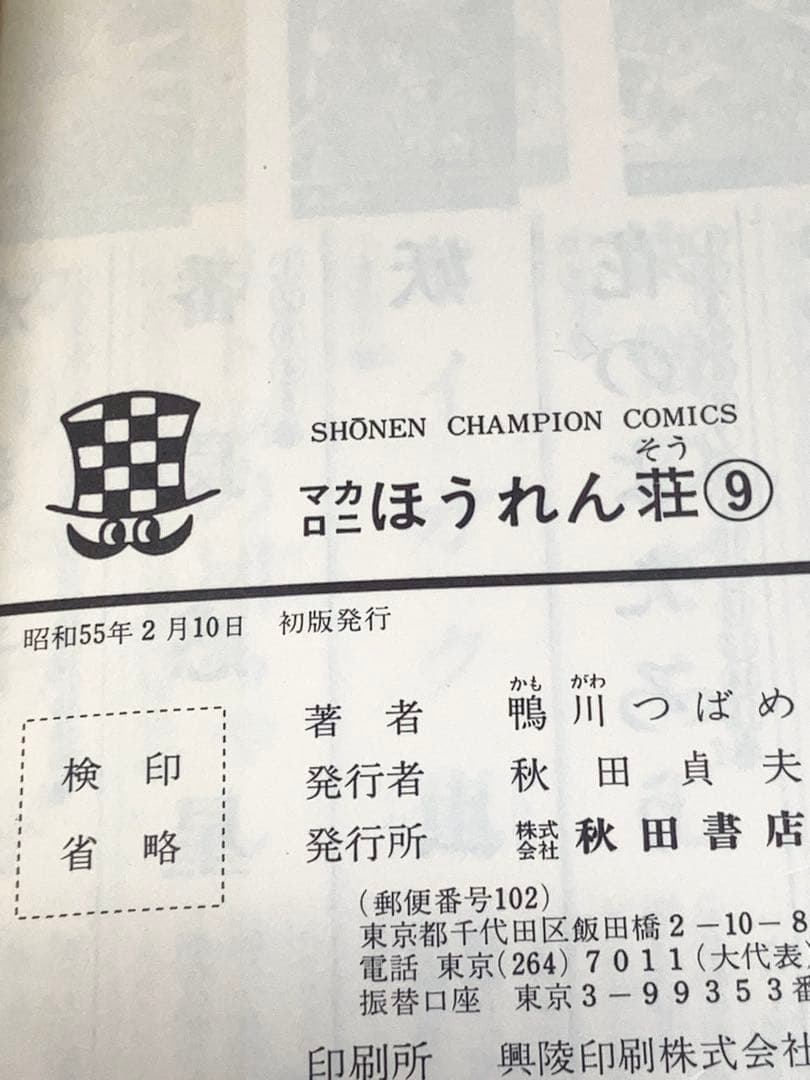 SHŌNEN CHAMPION COMICS
マカロニほうれん荘⑨
そう
昭和55年2月10日 初版発行
検印
省略
著者 鴨川つばめ
かも がわ
発行者 秋田貞夫
発行所 株式会社 秋田書店
(郵便番号102)
東京都千代田区飯田橋2-10-8
電話 東京(264)7011(大代表)
振替口座 東京3-99353番
印刷所 興陵印刷株式会社